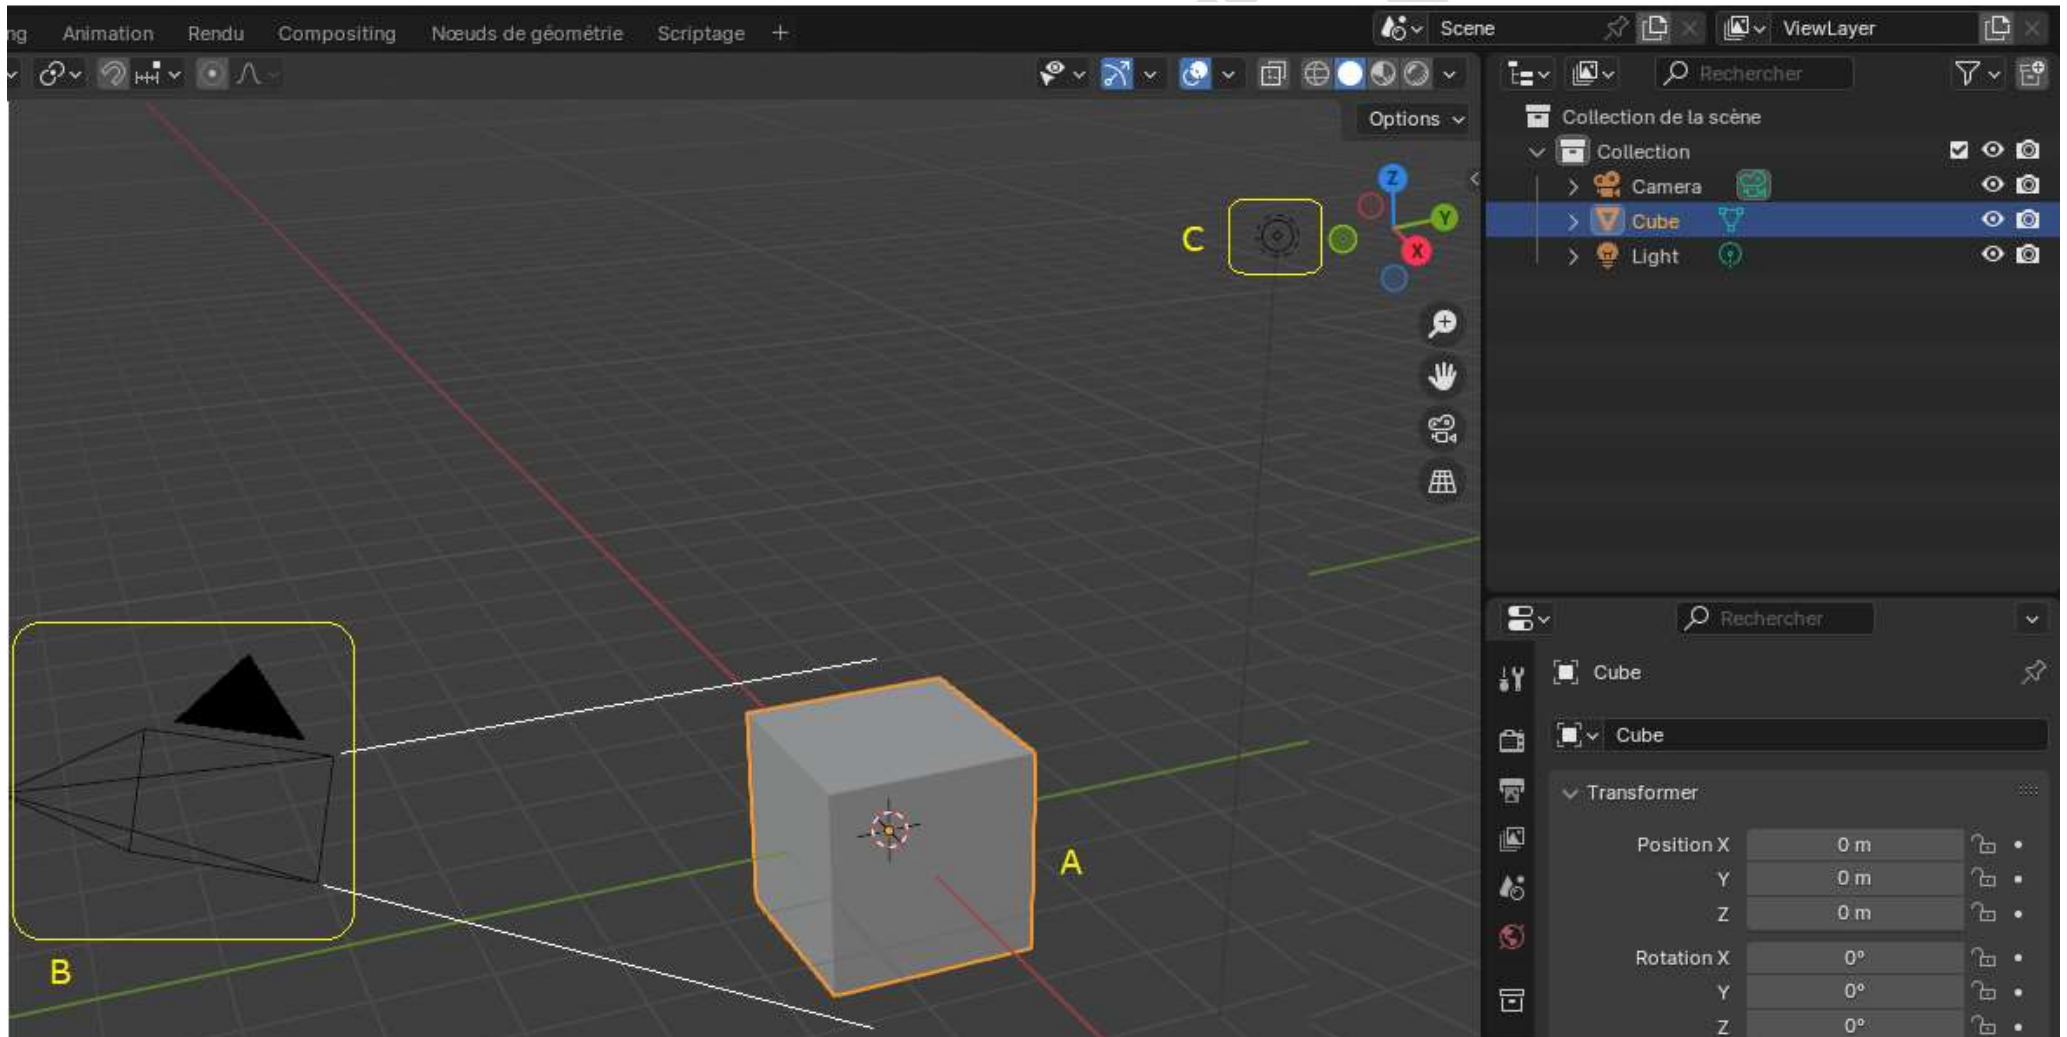 ng Animation Rendu Compositing Nœuds de géométrie Scriptage +
Scene
ViewLayer
Rechercher
Options
Collection de la scène
Collection
Camera
Cube
Light
Z
Y
X
C
A
B
Rechercher
Cube
Cube
Transformer
Position X 0 m
Y 0 m
Z 0 m
Rotation X 0°
Y 0°
Z 0°